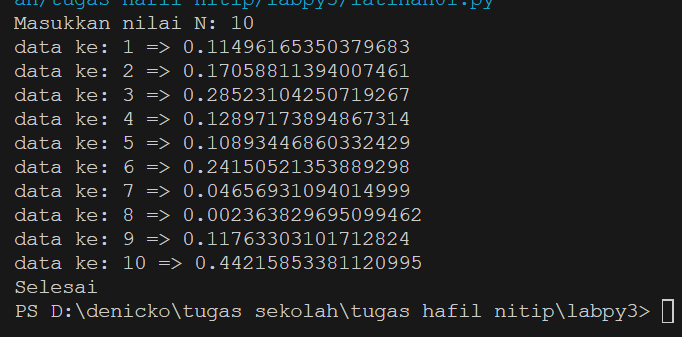 an/tugas hafil nitip/labpy3/latihan01.py
Masukkan nilai N: 10
data ke: 1 => 0.11496165350379683
data ke: 2 => 0.17058811394007461
data ke: 3 => 0.28523104250719267
data ke: 4 => 0.12897173894867314
data ke: 5 => 0.10893446860332429
data ke: 6 => 0.24150521353889298
data ke: 7 => 0.04656931094014999
data ke: 8 => 0.002363829695099462
data ke: 9 => 0.11763303101712824
data ke: 10 => 0.44215853381120995
Selesai
PS D:\denicko\tugas sekolah\tugas hafil nitip\labpy3>